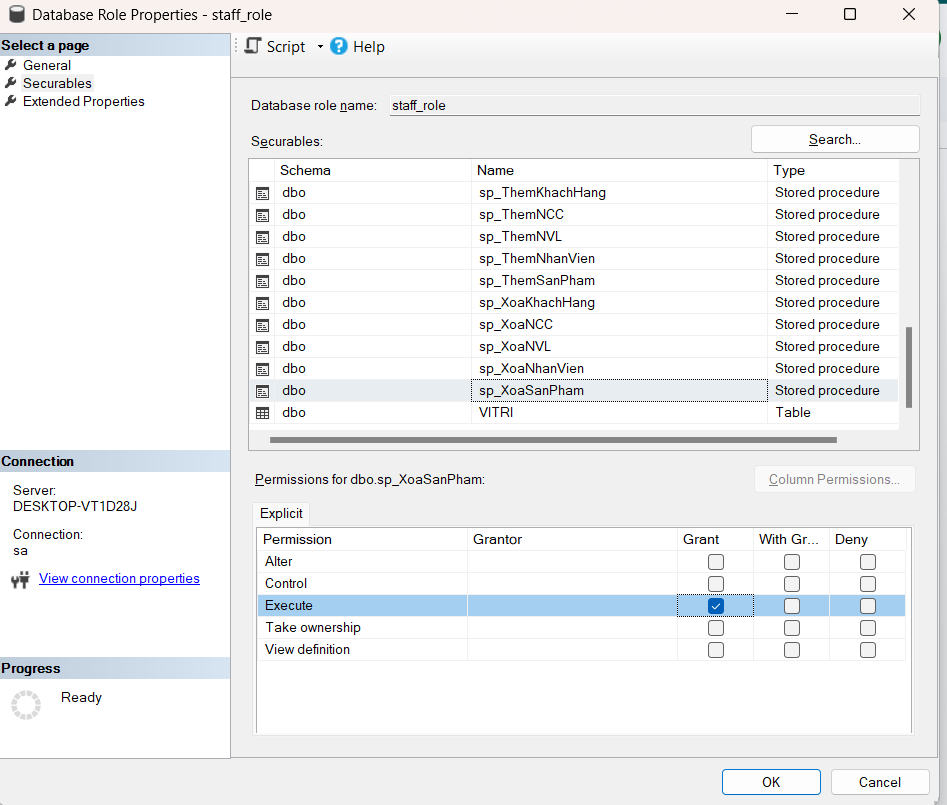 Database Role Properties - staff_role
Select a page
General
Securables
Extended Properties
Script
Help
Database role name: staff_role
Securables:
Search...
Schema Name Type
dbo sp_ThemKhachHang Stored procedure
dbo sp_ThemNCC Stored procedure
dbo sp_ThemNVL Stored procedure
dbo sp_ThemNhanVien Stored procedure
dbo sp_ThemSanPham Stored procedure
dbo sp_XoaKhachHang Stored procedure
dbo sp_XoaNCC Stored procedure
dbo sp_XoaNVL Stored procedure
dbo sp_XoaNhanVien Stored procedure
dbo sp_XoaSanPham Stored procedure
dbo VITRI Table
Connection
Server:
DESKTOP-VT1D28J
Connection:
sa
View connection properties
Progress
Ready
Permissions for dbo.sp_XoaSanPham:
Column Permissions...
Explicit
Permission Grantor Grant With Gr... Deny
Alter
Control
Execute
Take ownership
View definition
OK
Cancel